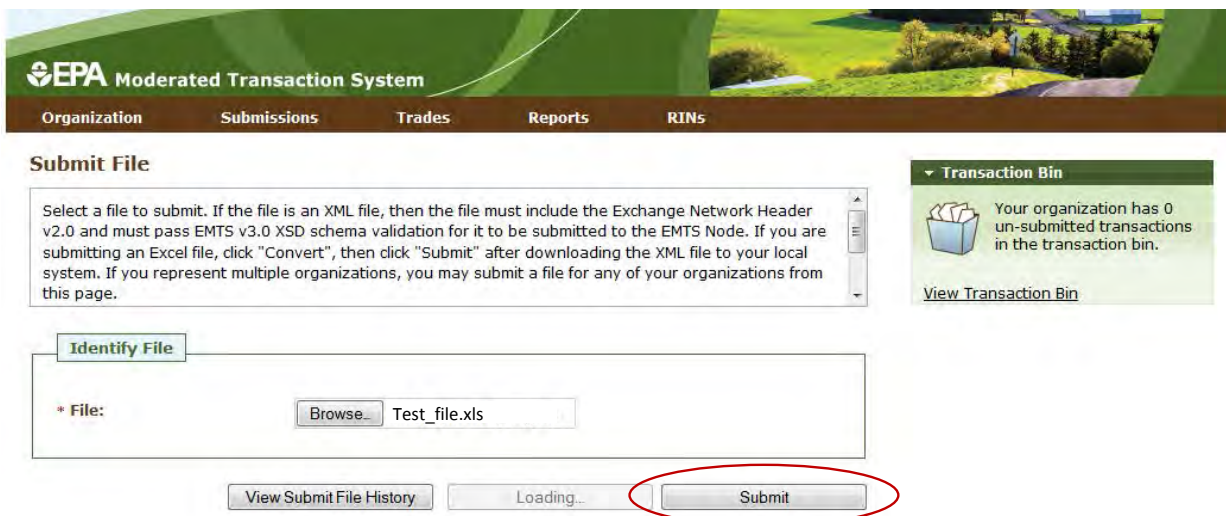 EPA Moderated Transaction System
Organization Submissions Trades Reports RINs
Submit File
Select a file to submit. If the file is an XML file, then the file must include the Exchange Network Header
v2.0 and must pass EMTS v3.0 XSD schema validation for it to be submitted to the EMTS Node. If you are
submitting an Excel file, click "Convert", then click "Submit" after downloading the XML file to your local
system. If you represent multiple organizations, you may submit a file for any of your organizations from
this page.
Identify File
* File: Browse... Test_file.xls
View Submit File History Loading... Submit
Transaction Bin
Your organization has 0
un-submitted transactions
in the transaction bin.
View Transaction Bin